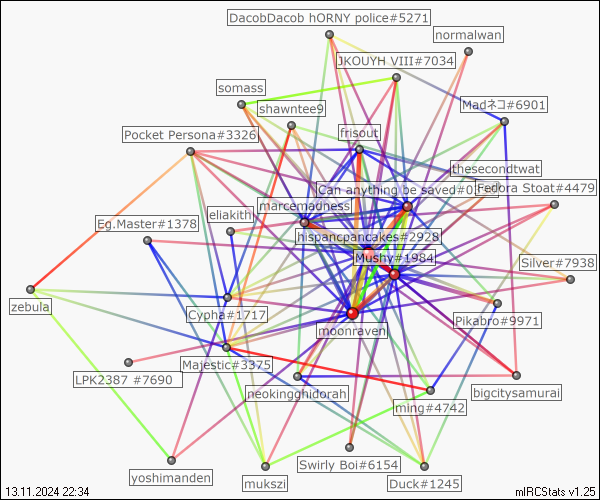 DacobDacob hORNY police#5271
normalwan
JKOUYH VIII#7034
somass
shawntee9
Madネコ#6901
Pocket Persona#3326
frisout
thesecondtwat
Can anything be saved#0
Fedora Stoat#4479
marcemadness
eliakith
Eg.Master#1378
hispancpancakes#2928
Mushy#1984
Silver#7938
zebula
Cypha#1717
Pikabro#9971
moonraven
Majestic#3375
LPK2387 #7690
neokingghidorah
bigcitysamurai
ming#4742
Swirly Boi#6154
yoshimanden
mukszi
Duck#1245
13.11.2024 22:34
mIRCStats v1.25